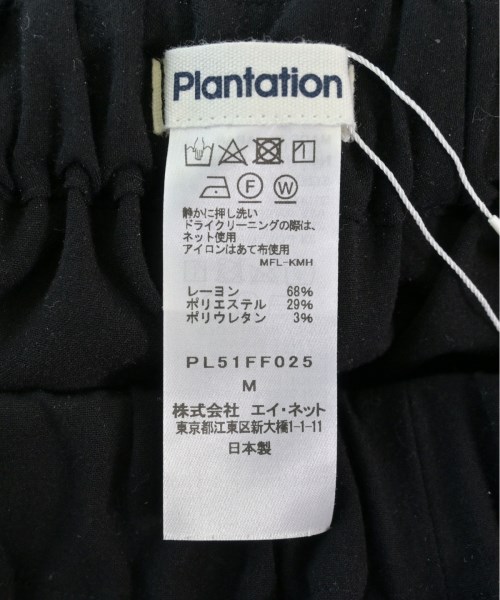 Plantation
F W
静かに押し洗い
ドライクリーニングの際は、
ネット使用
アイロンはあて布使用
MFL-KMH
レーヨン 68%
ポリエステル 29%
ポリウレタン 3%
PL51FF025
M
株式会社 エイ・ネット
東京都江東区新大橋1-1-11
日本製